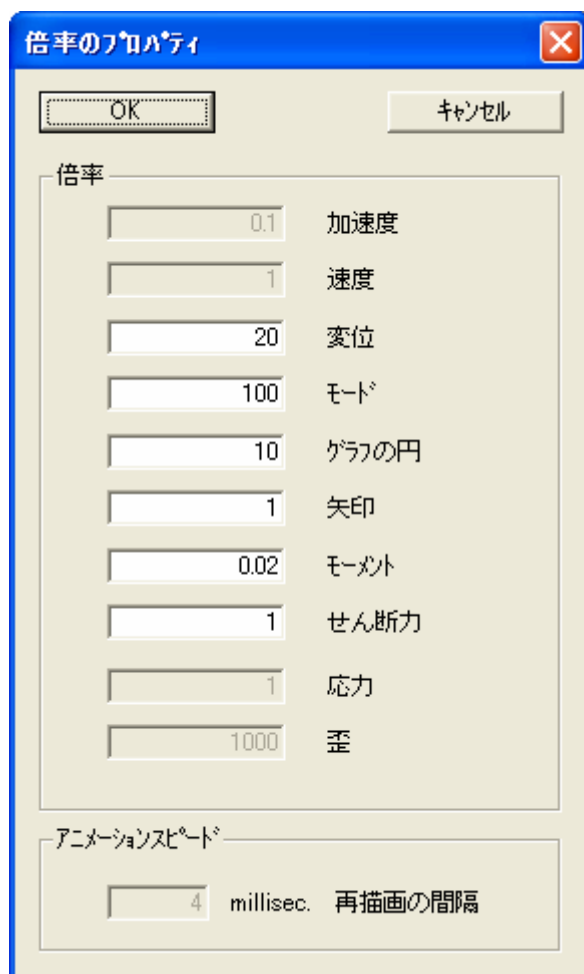 倍率のﾌﾟﾛﾊﾟﾃｨ
OK ｷｬﾝｾﾙ
倍率
0.1 加速度
1 速度
20 変位
100 ﾓｰﾄﾞ
10 ｸﾞﾗﾌの円
1 矢印
0.02 ﾓｰﾒﾝﾄ
1 せん断力
1 応力
1000 歪
ｱﾆﾒｰｼｮﾝｽﾋﾟｰﾄﾞ
4 millisec. 再描画の間隔